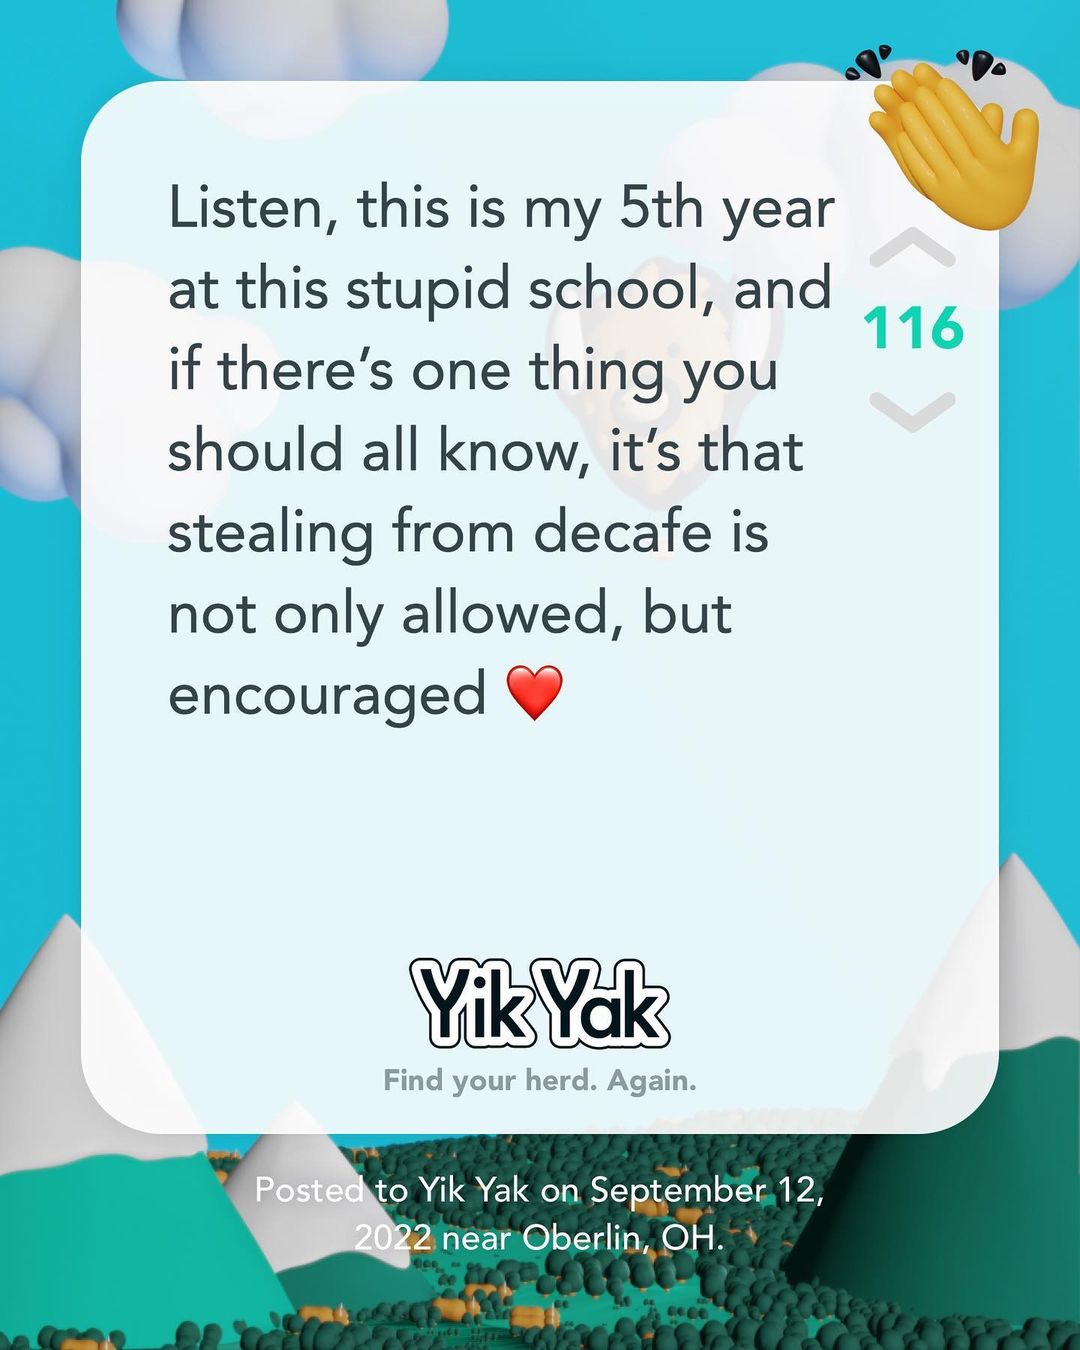 Listen, this is my 5th year
at this stupid school, and
if there’s one thing you
should all know, it’s that
stealing from decafe is
not only allowed, but
encouraged ❤️
116
Yik Yak
Find your herd. Again.
Posted to Yik Yak on September 12,
2022 near Oberlin, OH.